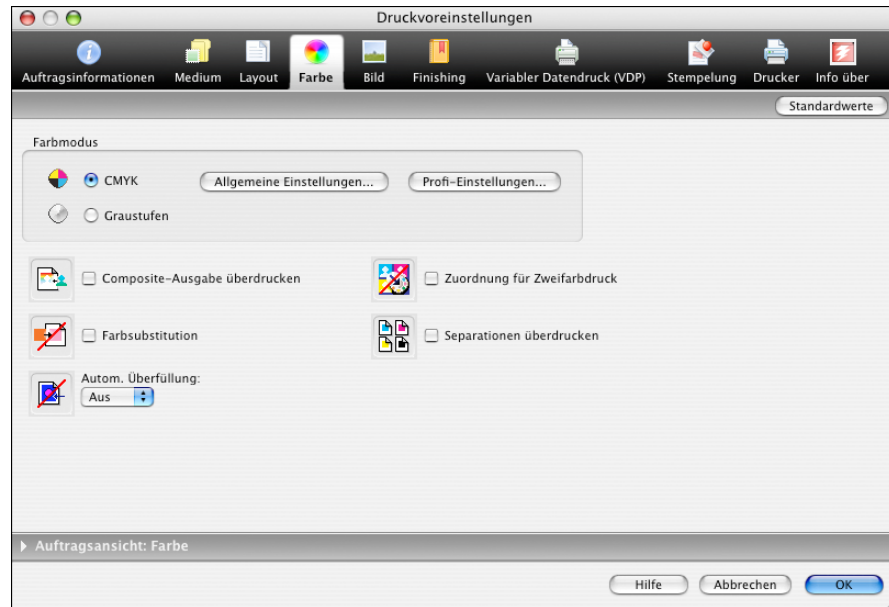 Druckvoreinstellungen
Auftragsinformationen Medium Layout Farbe Bild Finishing Variabler Datendruck (VDP) Stempelung Drucker Info über
Standardwerte
Farbmodus
CMYK Allgemeine Einstellungen... Profi-Einstellungen...
Graustufen
Composite-Ausgabe überdrucken Zuordnung für Zweifarbdruck
Farbsubstitution Separationen überdrucken
Autom. Überfüllung:
Aus
Auftragsansicht: Farbe
Hilfe Abbrechen OK